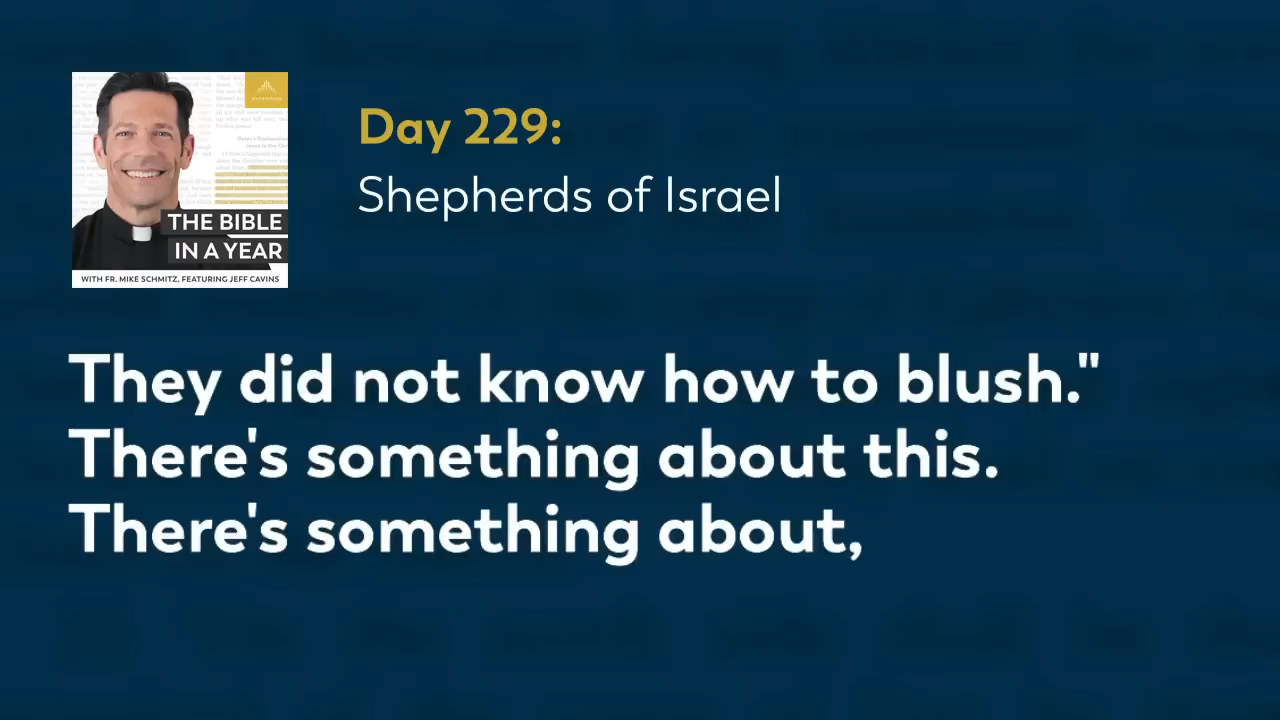 THE BIBLE
IN A YEAR
WITH FR. MIKE SCHMITZ, FEATURING JEFF CAVINS
Day 229:
Shepherds of Israel
They did not know how to blush."
There's something about this.
There's something about,